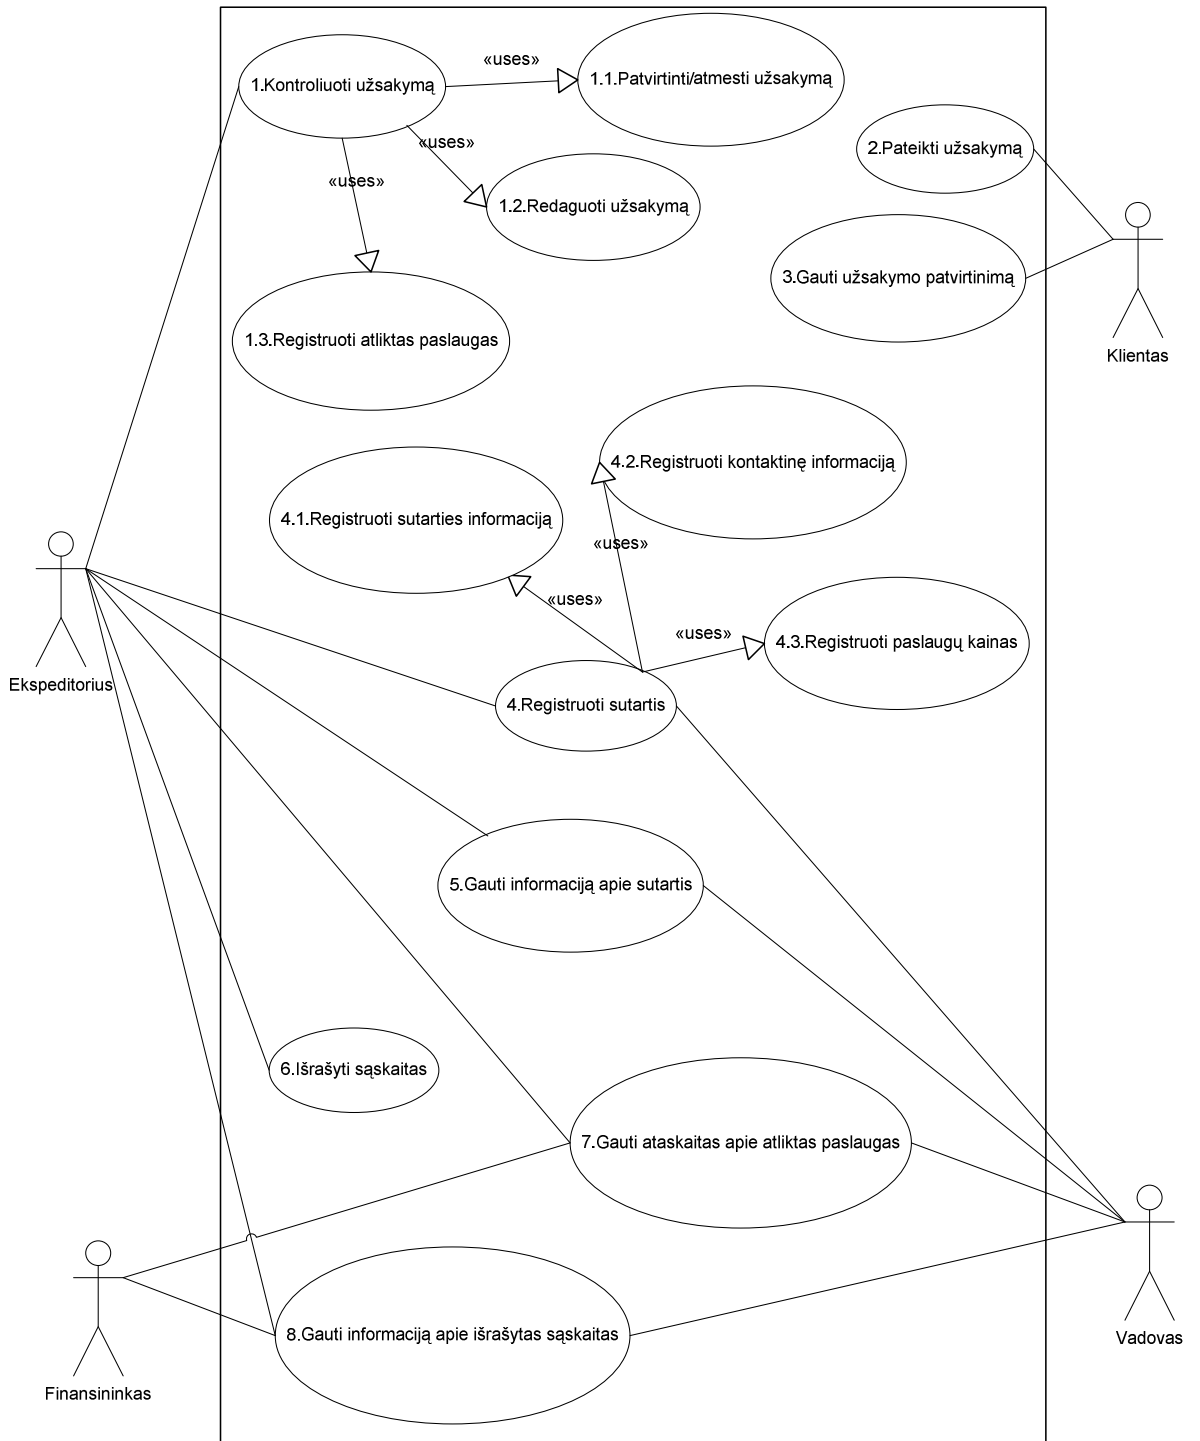 «uses»
1.Kontroliuoti užsakymą
1.1.Patvirtinti/atmesti užsakymą
«uses»
2.Pateikti užsakymą
«uses»
1.2.Redaguoti užsakymą
3.Gauti užsakymo patvirtinimą
1.3.Registruoti atliktas paslaugas
Klientas
4.2.Registruoti kontaktinę informaciją
4.1.Registruoti sutarties informaciją
«uses»
«uses»
«uses»
4.3.Registruoti paslaugų kainas
Ekspeditorius
4.Registruoti sutartis
5.Gauti informaciją apie sutartis
6.Išrašyti sąskaitas
7.Gauti ataskaitas apie atliktas paslaugas
8.Gauti informaciją apie išrašytas sąskaitas
Vadovas
Finansininkas